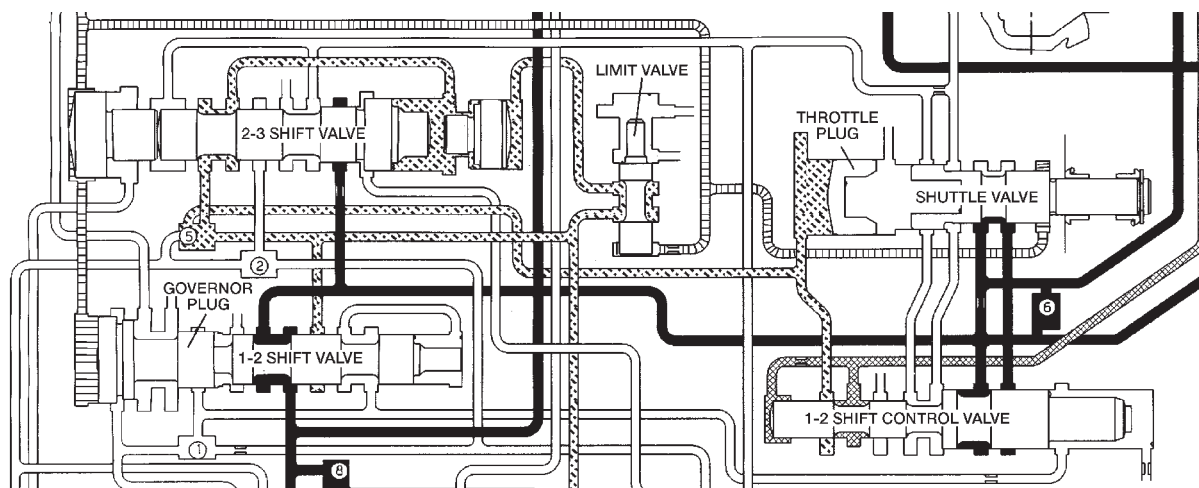 LIMIT VALVE
THROTTLE
PLUG
2-3 SHIFT VALVE
SHUTTLE VALVE
5
2
GOVERNOR
PLUG
6
1-2 SHIFT VALVE
1-2 SHIFT CONTROL VALVE
1
8